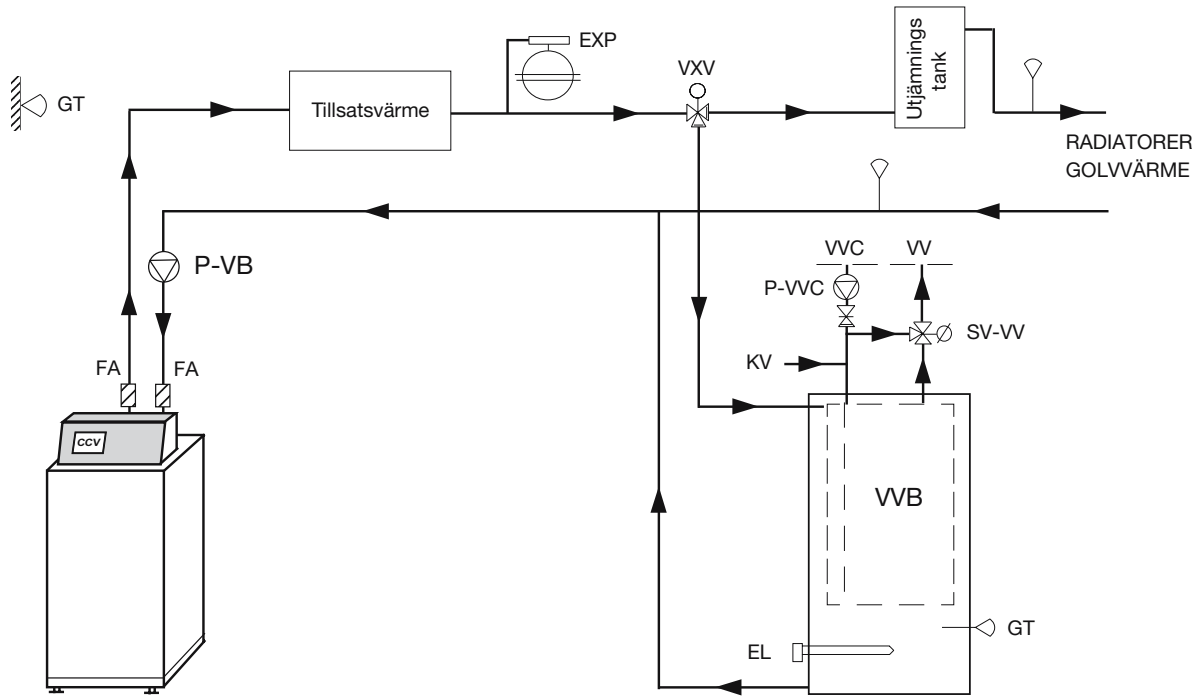 EXP
VXV
Utjämnings
tank
GT
Tillsatsvärme
RADIATORER
GOLVVÄRME
P-VB
VVC
VV
P-VVC
SV-VV
KV
FA
FA
CCV
VVB
GT
EL